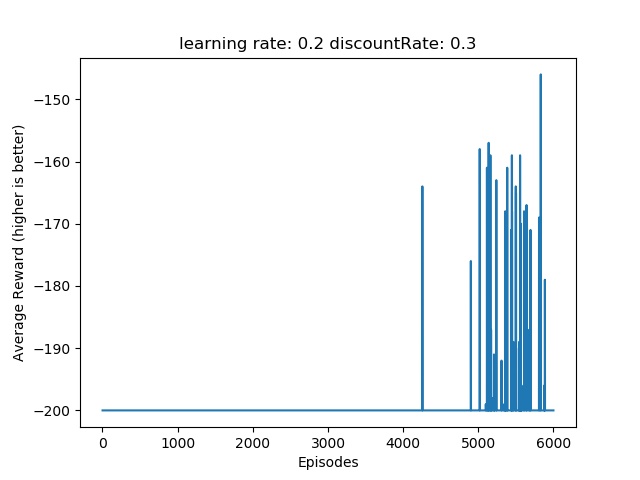 learning rate: 0.2 discountRate: 0.3
Average Reward (higher is better)
−150
−160
−170
−180
−190
−200
0 1000 2000 3000 4000 5000 6000
Episodes